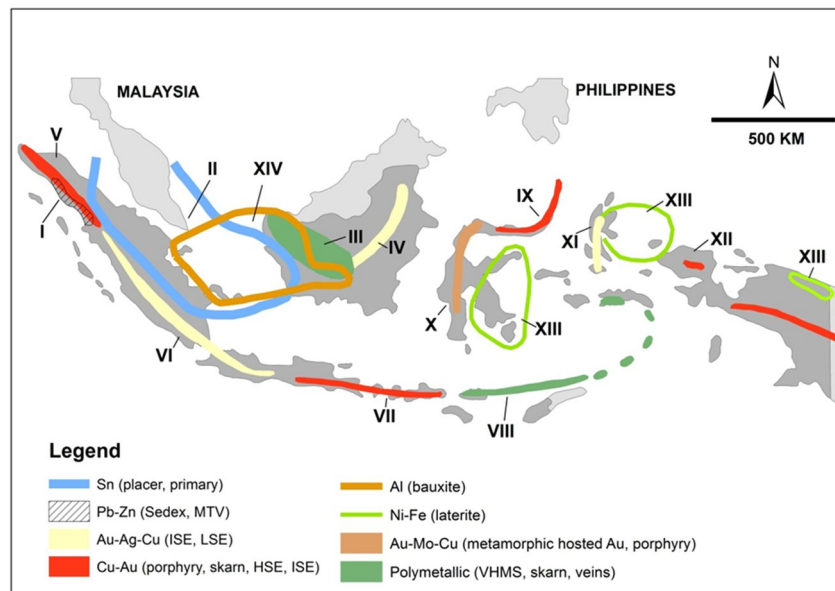 MALAYSIA
PHILIPPINES
N
500 KM
V
II
XIV
I
III
IV
IX
XI
XIII
XII
XIII
X
XIII
VI
VII
VIII
Legend
Sn (placer, primary)
Pb-Zn (Sedex, MTV)
Au-Ag-Cu (ISE, LSE)
Cu-Au (porphyry, skarn, HSE, ISE)
Al (bauxite)
Ni-Fe (laterite)
Au-Mo-Cu (metamorphic hosted Au, porphyry)
Polymetallic (VHMS, skarn, veins)